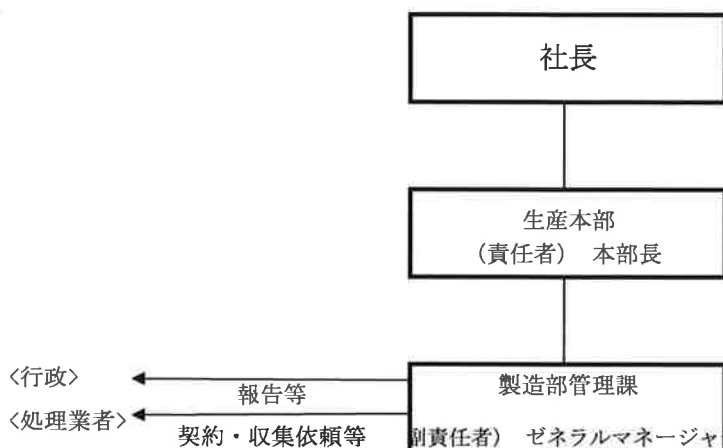 社長
生産本部
(責任者) 本部長
<行政>
報告等
製造部管理課
<処理業者>
契約・収集依頼等
副責任者) ゼネラルマネージャ